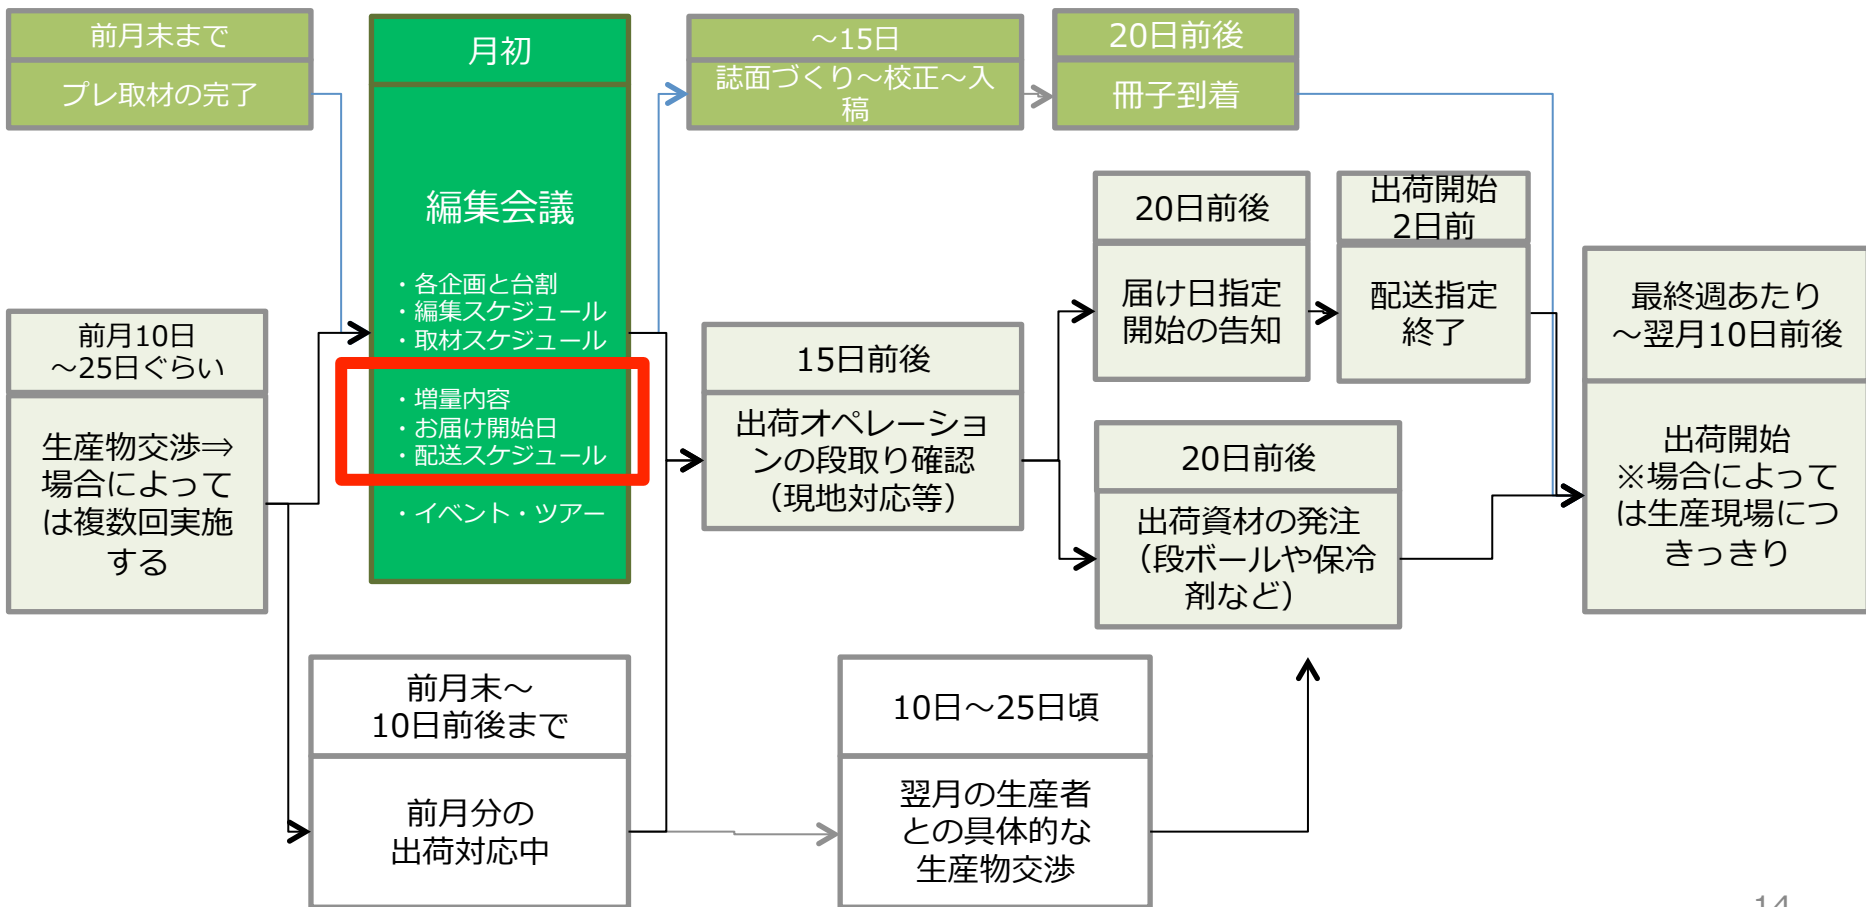 前月末まで
プレ取材の完了
月初
編集会議
・各企画と台割
・編集スケジュール
・取材スケジュール
・増量内容
・お届け開始日
・配送スケジュール
・イベント・ツアー
～15日
誌面づくり～校正～入
稿
20日前後
冊子到着
前月10日
～25日ぐらい
生産物交渉⇒
場合によって
は複数回実施
する
15日前後
出荷オペレーショ
ンの段取り確認
（現地対応等）
20日前後
届け日指定
開始の告知
出荷開始
2日前
配送指定
終了
20日前後
出荷資材の発注
（段ボールや保冷
剤など）
最終週あたり
～翌月10日前後
出荷開始
※場合によって
は生産現場につ
きっきり
前月末～
10日前後まで
前月分の
出荷対応中
10日～25日頃
翌月の生産者
との具体的な
生産物交渉
14